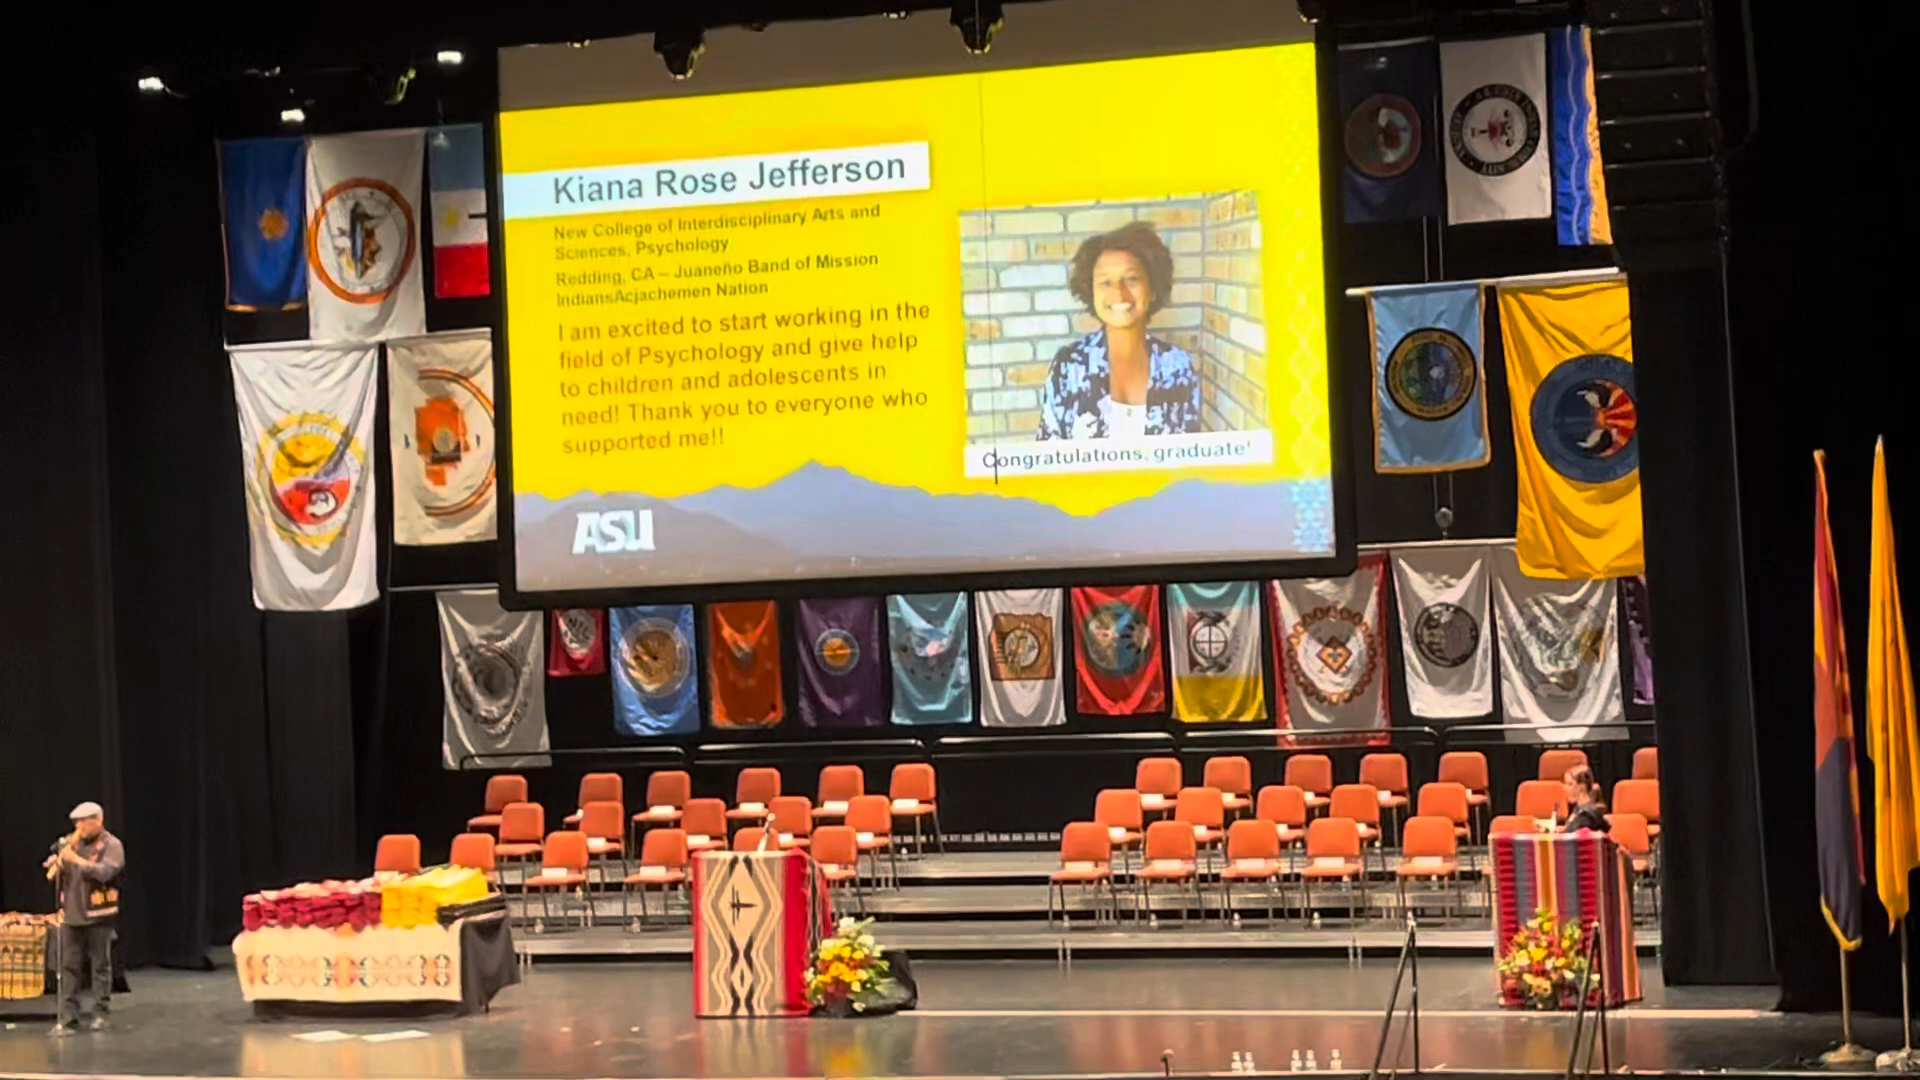 Kiana Rose Jefferson
New College of Interdisciplinary Arts and
Sciences, Psychology
Redding, CA – Juaneño Band of Mission
IndiansAcjachemen Nation
I am excited to start working in the
field of Psychology and give help
to children and adolescents in
need! Thank you to everyone who
supported me!!
Congratulations, graduate!
ASU